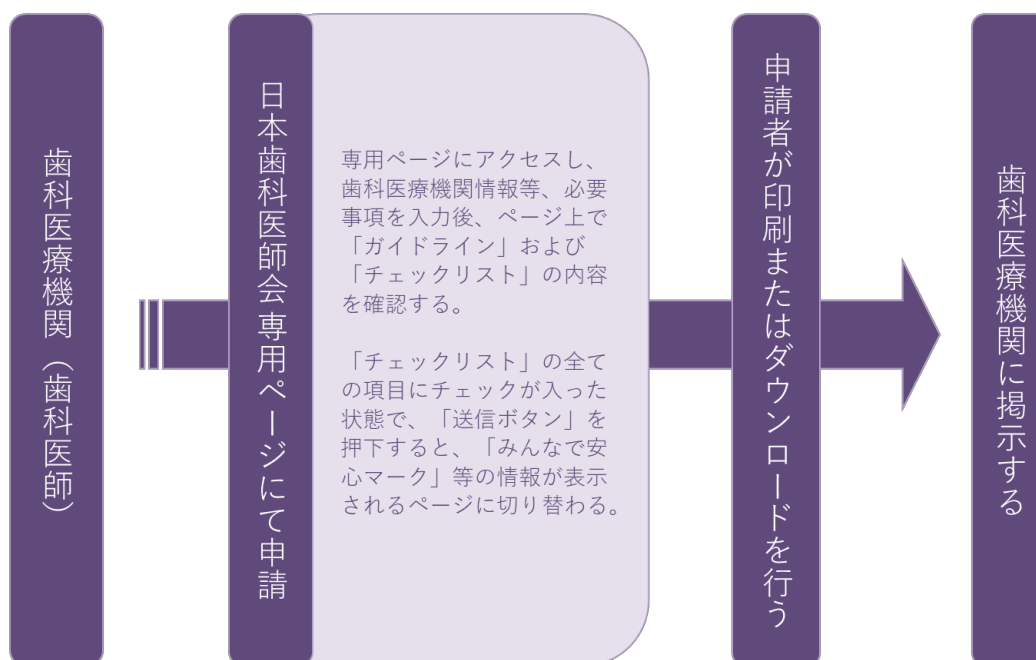 歯科医療機関（歯科医師）
日本歯科医師会 専用ページにて申請
専用ページにアクセスし、
歯科医療機関情報等、必要
事項を入力後、ページ上で
「ガイドライン」および
「チェックリスト」の内容
を確認する。
「チェックリスト」の全て
の項目にチェックが入った
状態で、「送信ボタン」を
押下すると、「みんなで安
心マーク」等の情報が表示
されるページに切り替わる。
申請者が印刷またはダウンロードを行う
歯科医療機関に掲示する